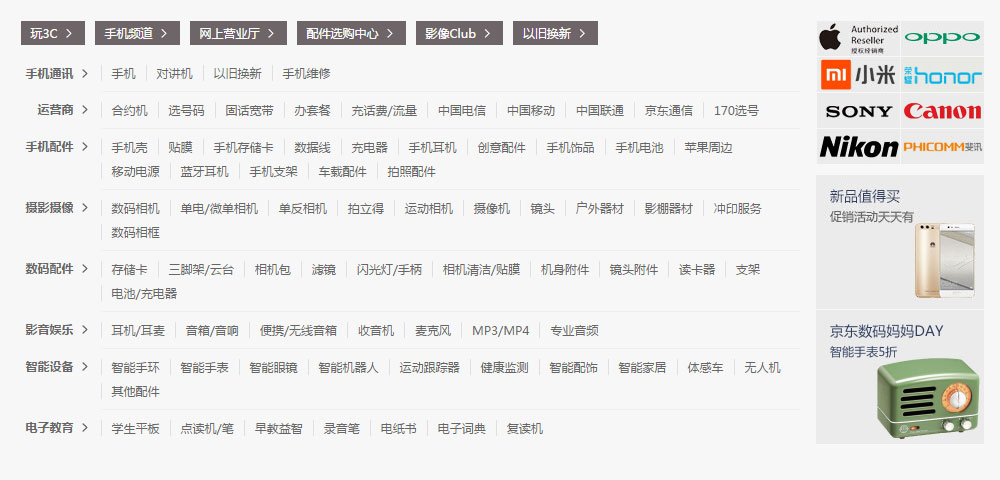 玩3C > 手机频道 > 网上营业厅 > 配件选购中心 > 影像Club > 以旧换新 >
手机通讯 > 手机 对讲机 以旧换新 手机维修
运营商 > 合约机 选号码 固话宽带 办套餐 充话费/流量 中国电信 中国移动 中国联通 京东通信 170选号
手机配件 > 手机壳 贴膜 手机存储卡 数据线 充电器 手机耳机 创意配件 手机饰品 手机电池 苹果周边
移动电源 蓝牙耳机 手机支架 车载配件 拍照配件
摄影摄像 > 数码相机 单电/微单相机 单反相机 拍立得 运动相机 摄像机 镜头 户外器材 影棚器材 冲印服务
数码相框
数码配件 > 存储卡 三脚架/云台 相机包 滤镜 闪光灯/手柄 相机清洁/贴膜 机身附件 镜头附件 读卡器 支架
电池/充电器
影音娱乐 > 耳机/耳麦 音箱/音响 便携/无线音箱 收音机 麦克风 MP3/MP4 专业音频
智能设备 > 智能手环 智能手表 智能眼镜 智能机器人 运动跟踪器 健康监测 智能配饰 智能家居 体感车 无人机
其他配件
电子教育 > 学生平板 点读机/笔 早教益智 录音笔 电纸书 电子词典 复读机
Authorized
Reseller
授权经销商
oppo
mi 小米
荣耀 honor
SONY
Canon
Nikon
PHICOMM 斐讯
新品值得买
促销活动天天有
京东数码妈妈DAY
智能手表5折